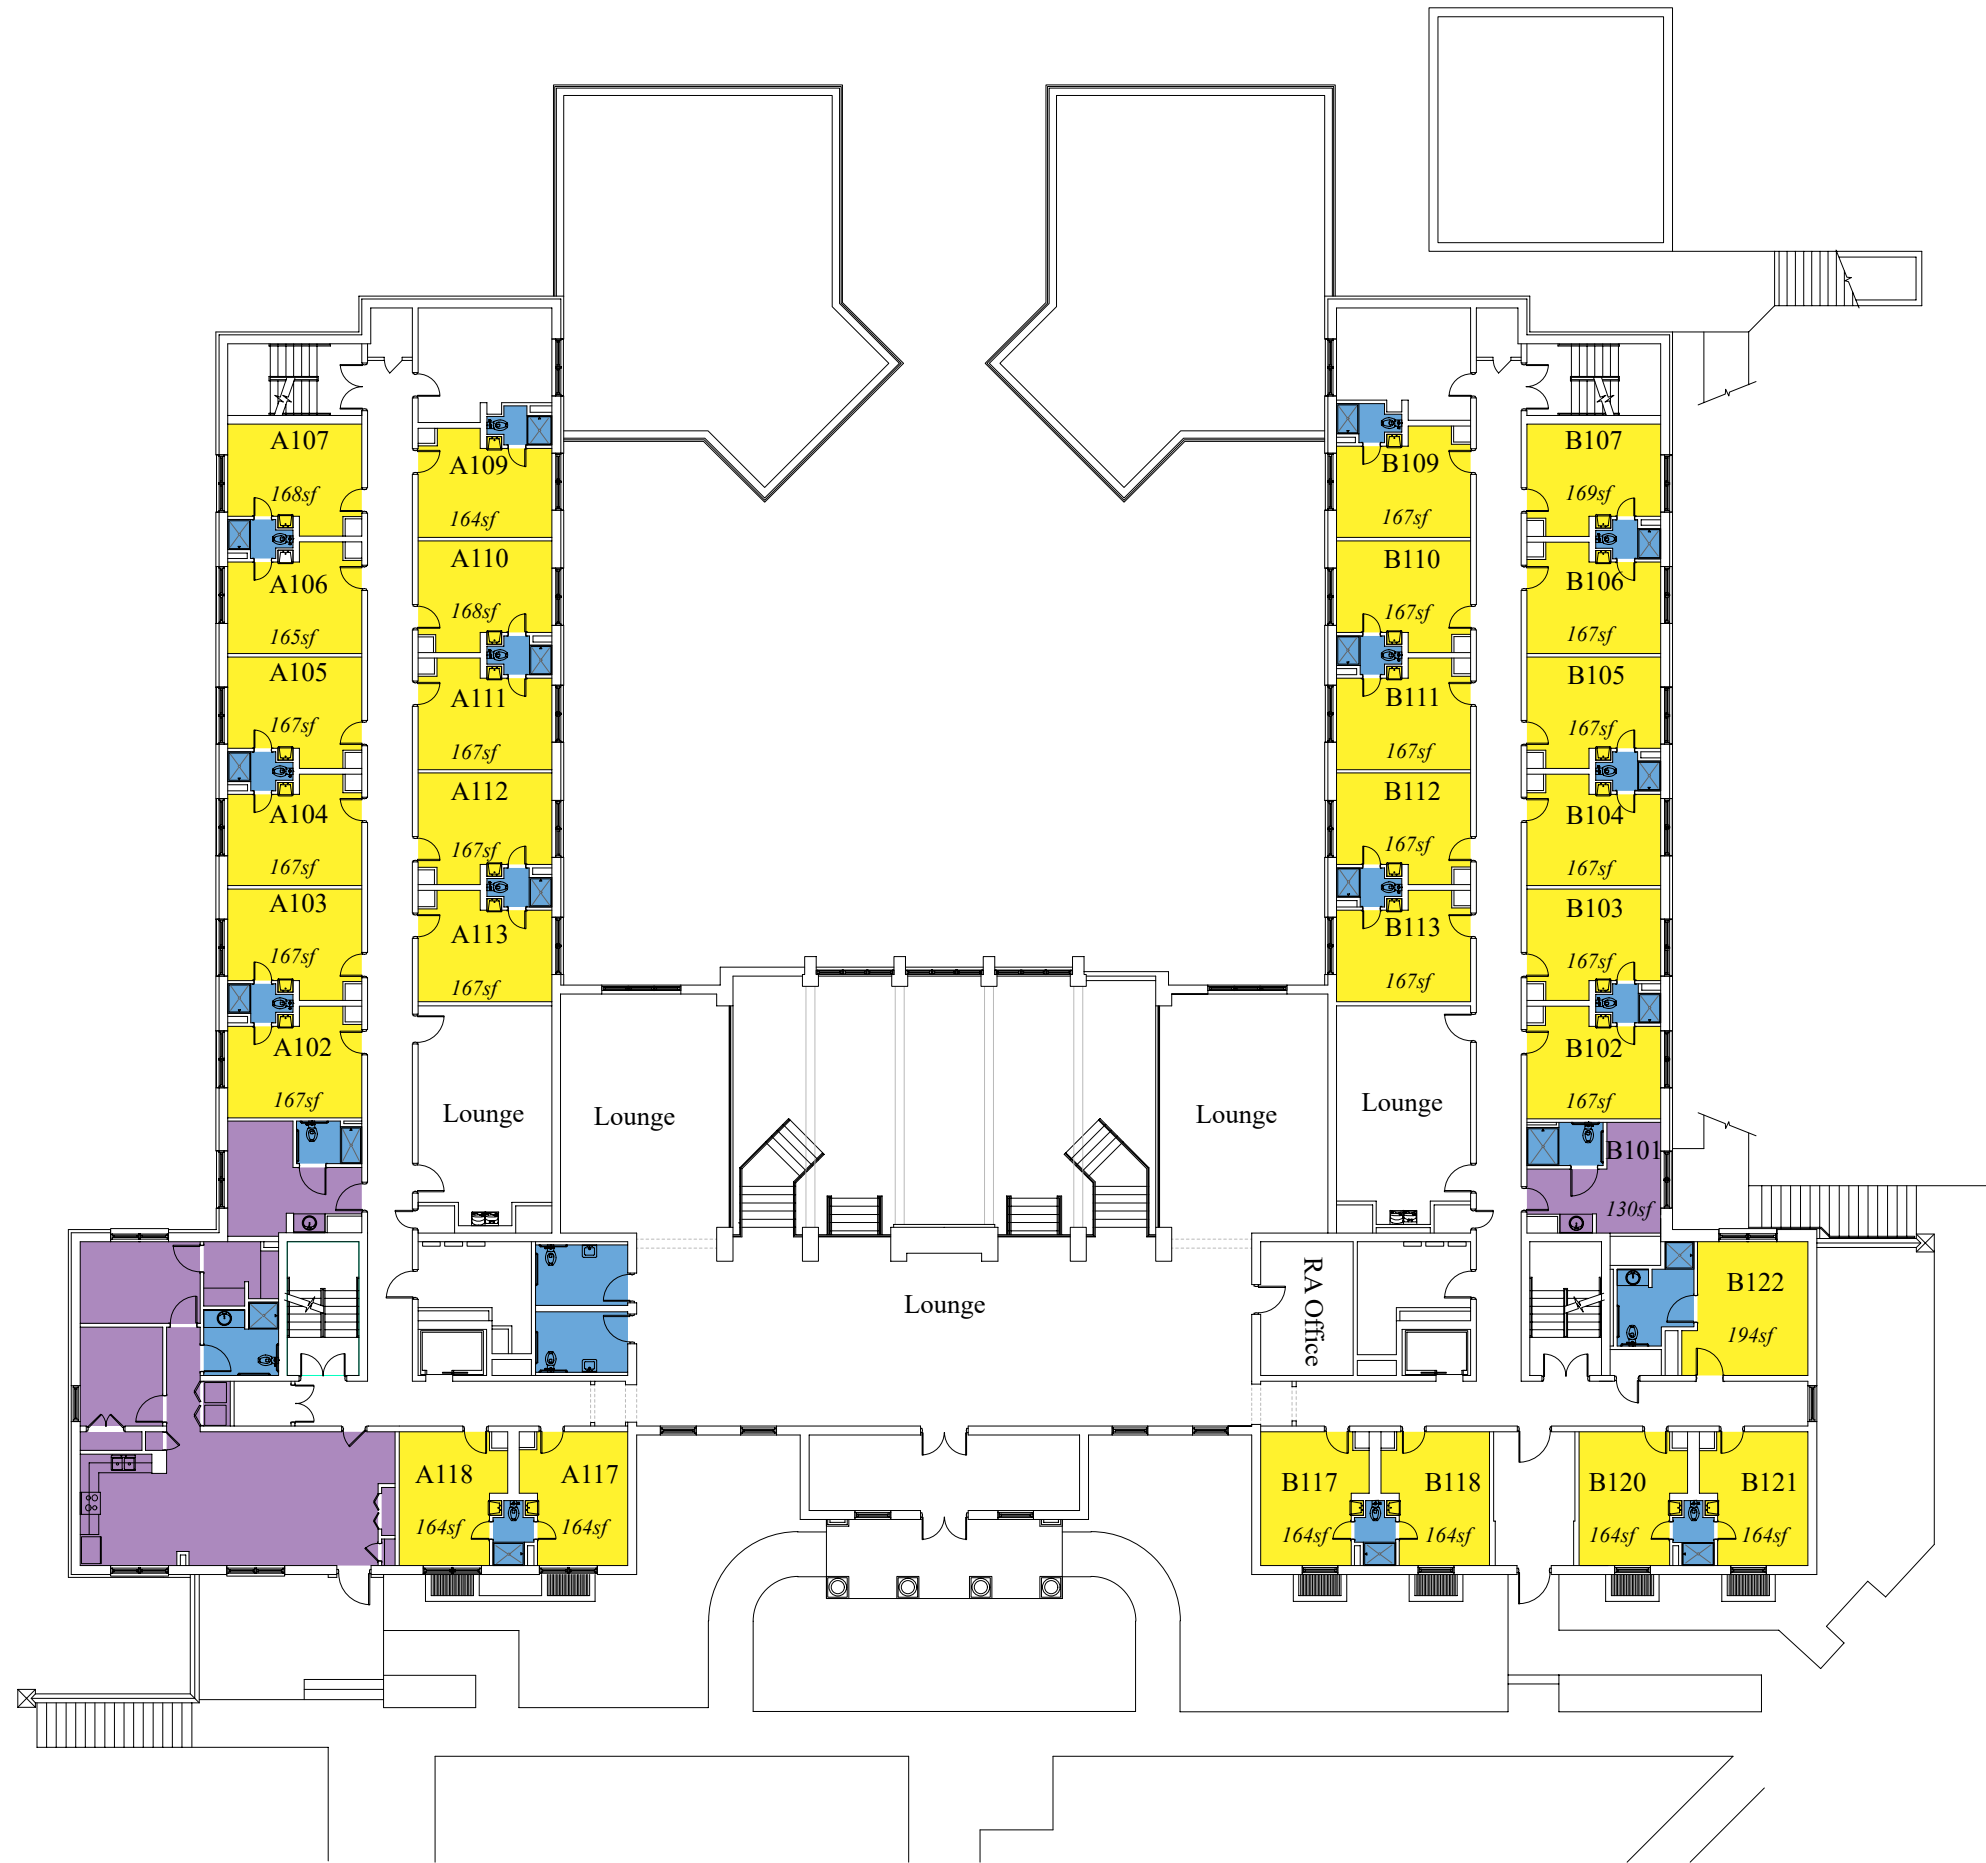 A107
168sf
A106
165sf
A105
167sf
A104
167sf
A103
167sf
A102
167sf
A109
164sf
A110
168sf
A111
167sf
A112
167sf
A113
167sf
Lounge
Lounge
Lounge
Lounge
Lounge
RA Office
B109
167sf
B110
167sf
B111
167sf
B112
167sf
B113
167sf
B107
169sf
B106
167sf
B105
167sf
B104
167sf
B103
167sf
B102
167sf
B101
130sf
B122
194sf
A118
164sf
A117
164sf
B117
164sf
B118
164sf
B120
164sf
B121
164sf